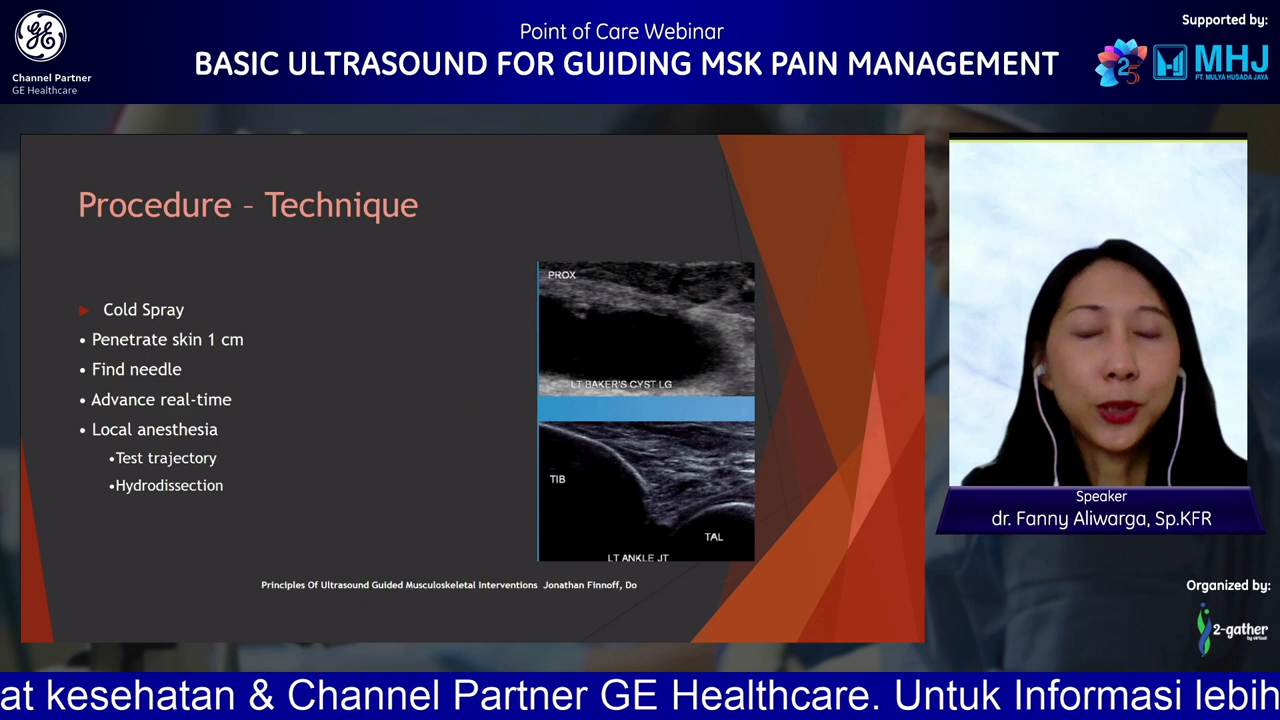 Channel Partner
GE Healthcare
Point of Care Webinar
BASIC ULTRASOUND FOR GUIDING MSK PAIN MANAGEMENT
Supported by:
25
MHJ
PT. MULYA HUSADA JAYA
Procedure – Technique
Cold Spray
• Penetrate skin 1 cm
• Find needle
• Advance real-time
• Local anesthesia
•Test trajectory
•Hydrodissection
PROX
LT BAKER'S CYST LG
TIB
TAL
LT ANKLE JT
Principles Of Ultrasound Guided Musculoskeletal Interventions Jonathan Finnoff, Do
Speaker
dr. Fanny Aliwarga, Sp.KFR
Organized by:
2-gather
by virtual
at kesehatan & Channel Partner GE Healthcare. Untuk Informasi lebih